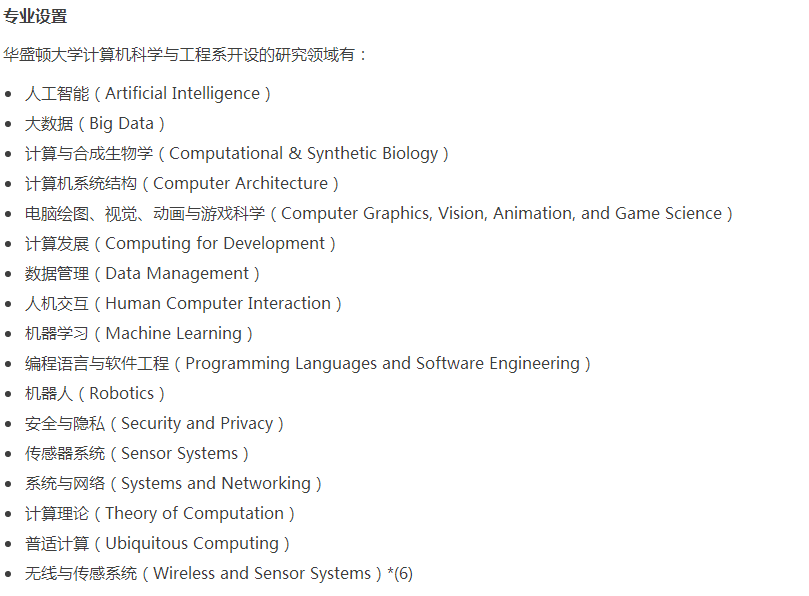 专业设置
华盛顿大学计算机科学与工程系开设的研究领域有：
• 人工智能（Artificial Intelligence）
• 大数据（Big Data）
• 计算与合成生物学（Computational & Synthetic Biology）
• 计算机系统结构（Computer Architecture）
• 电脑绘图、视觉、动画与游戏科学（Computer Graphics, Vision, Animation, and Game Science）
• 计算发展（Computing for Development）
• 数据管理（Data Management）
• 人机交互（Human Computer Interaction）
• 机器学习（Machine Learning）
• 编程语言与软件工程（Programming Languages and Software Engineering）
• 机器人（Robotics）
• 安全与隐私（Security and Privacy）
• 传感器系统（Sensor Systems）
• 系统与网络（Systems and Networking）
• 计算理论（Theory of Computation）
• 普适计算（Ubiquitous Computing）
• 无线与传感系统（Wireless and Sensor Systems）*(6)